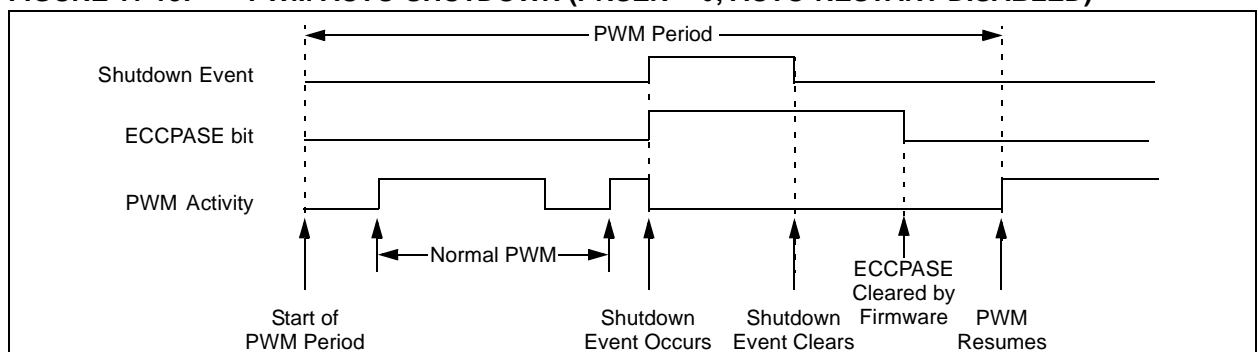 PWM Period
Shutdown Event
ECCPASE bit
PWM Activity
Normal PWM
Start of
PWM Period
Shutdown
Event Occurs
Shutdown
Event Clears
ECCPASE
Cleared by
Firmware
PWM
Resumes